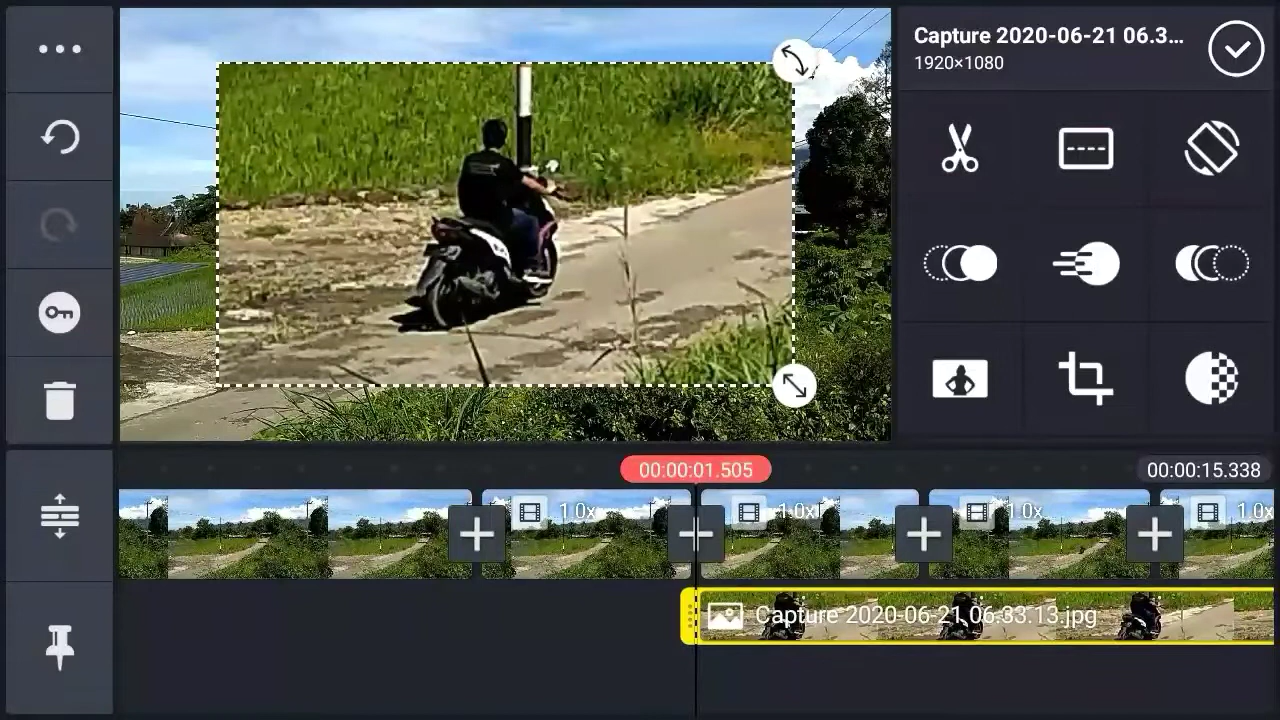 Capture 2020-06-21 06.3...
1920×1080
00:00:01.505
00:00:15.338
1.0x
1.0x
1.0x
1.0x
Capture 2020-06-21 06.33.13.jpg